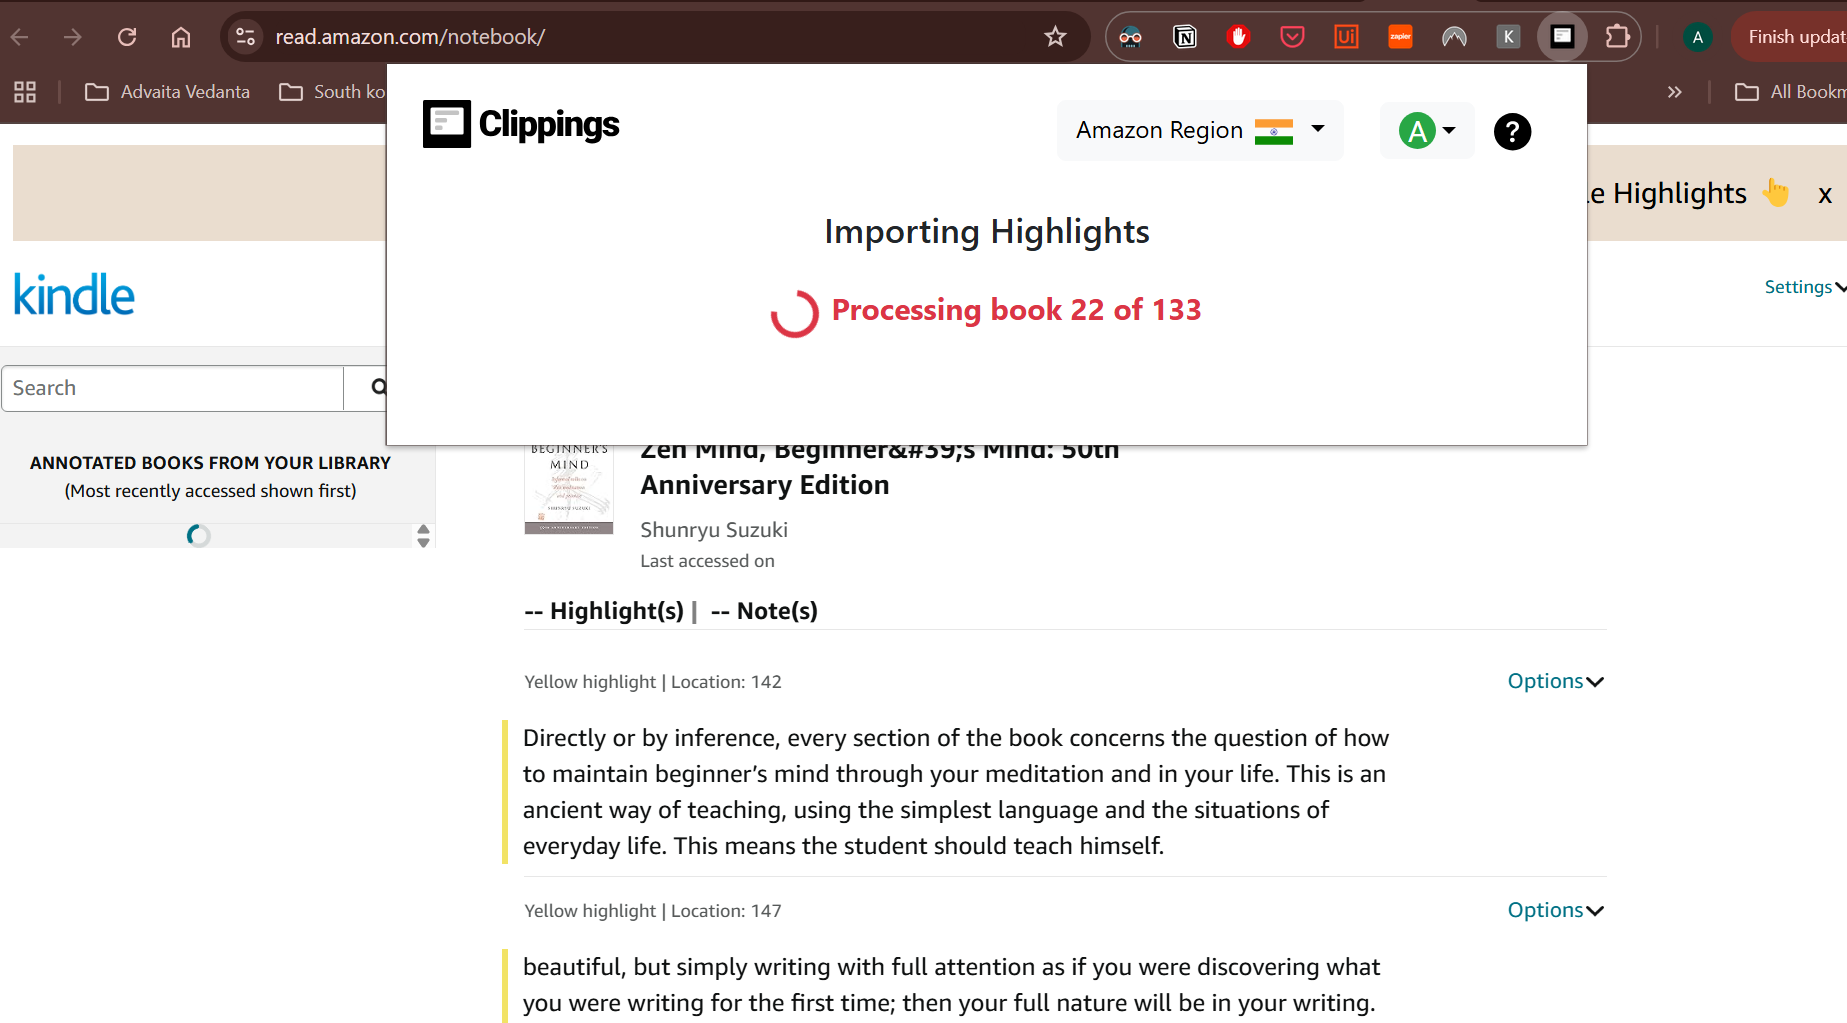 read.amazon.com/notebook/
zapier
K
A
Finish updat
Advaita Vedanta
South ko
All Bookm
Clippings
Amazon Region
A
?
e Highlights 👆 x
Importing Highlights
Processing book 22 of 133
kindle
Settings
Search
ANNOTATED BOOKS FROM YOUR LIBRARY
(Most recently accessed shown first)
BEGINNER'S
MIND
SHUNRYU SUZUKI
Zen Mind, Beginner&#39;s Mind: 50th
Anniversary Edition
Shunryu Suzuki
Last accessed on
-- Highlight(s) | -- Note(s)
Yellow highlight | Location: 142
Options
Directly or by inference, every section of the book concerns the question of how
to maintain beginner’s mind through your meditation and in your life. This is an
ancient way of teaching, using the simplest language and the situations of
everyday life. This means the student should teach himself.
Yellow highlight | Location: 147
Options
beautiful, but simply writing with full attention as if you were discovering what
you were writing for the first time; then your full nature will be in your writing.